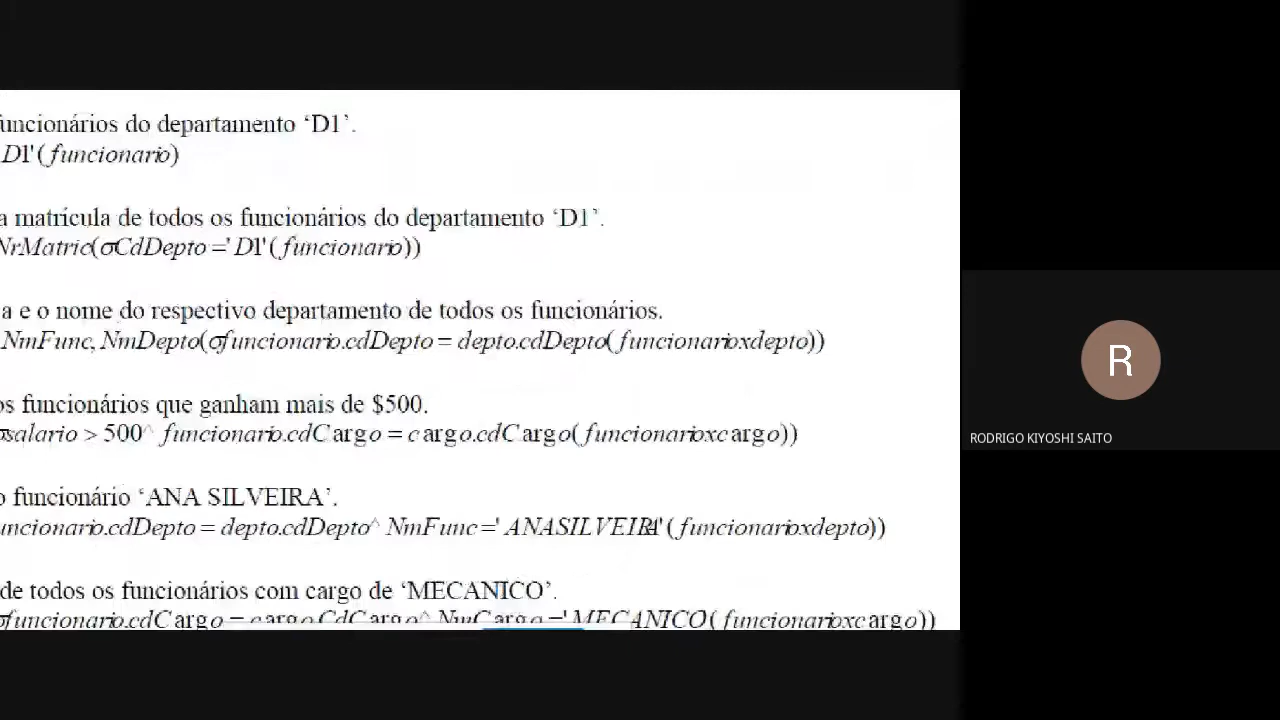 uncionários do departamento ‘D1’.
D1'(funcionario)
a matrícula de todos os funcionários do departamento ‘D1’.
NrMatric(σCdDepto='D1'(funcionario))
a e o nome do respectivo departamento de todos os funcionários.
NmFunc, NmDepto(σfuncionario.cdDepto = depto.cdDepto(funcionarioxdepto))
os funcionários que ganham mais de $500.
σsalario > 500^ funcionario.cdCargo = cargo.cdCargo(funcionarioxcargo))
o funcionário ‘ANA SILVEIRA’.
uncionario.cdDepto = depto.cdDepto^ NmFunc='ANASILVEIRA'(funcionarioxdepto))
de todos os funcionários com cargo de ‘MECANICO’.
σfuncionario.cdCargo = cargo.CdCargo^ NmCargo='MECANICO'(funcionarioxcargo))
R
RODRIGO KIYOSHI SAITO